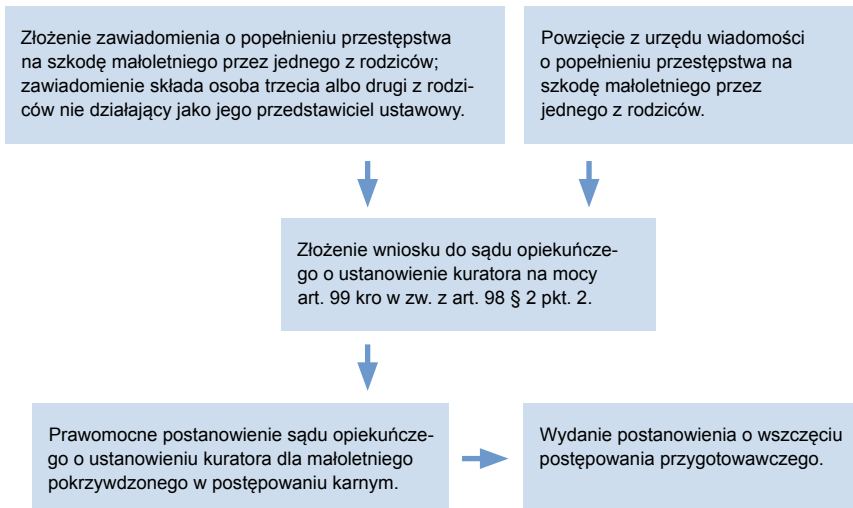 Złożenie zawiadomienia o popełnieniu przestępstwa
na szkodę małoletniego przez jednego z rodziców;
zawiadomienie składa osoba trzecia albo drugi z rodzi-
ców nie działający jako jego przedstawiciel ustawowy.
Powzięcie z urzędu wiadomości
o popełnieniu przestępstwa na
szkodę małoletniego przez
jednego z rodziców.
Złożenie wniosku do sądu opiekuńcze-
go o ustanowienie kuratora na mocy
art. 99 kro w zw. z art. 98 § 2 pkt. 2.
Prawomocne postanowienie sądu opiekuńcze-
go o ustanowieniu kuratora dla małoletniego
pokrzywdzonego w postępowaniu karnym.
Wydanie postanowienia o wszczęciu
postępowania przygotowawczego.